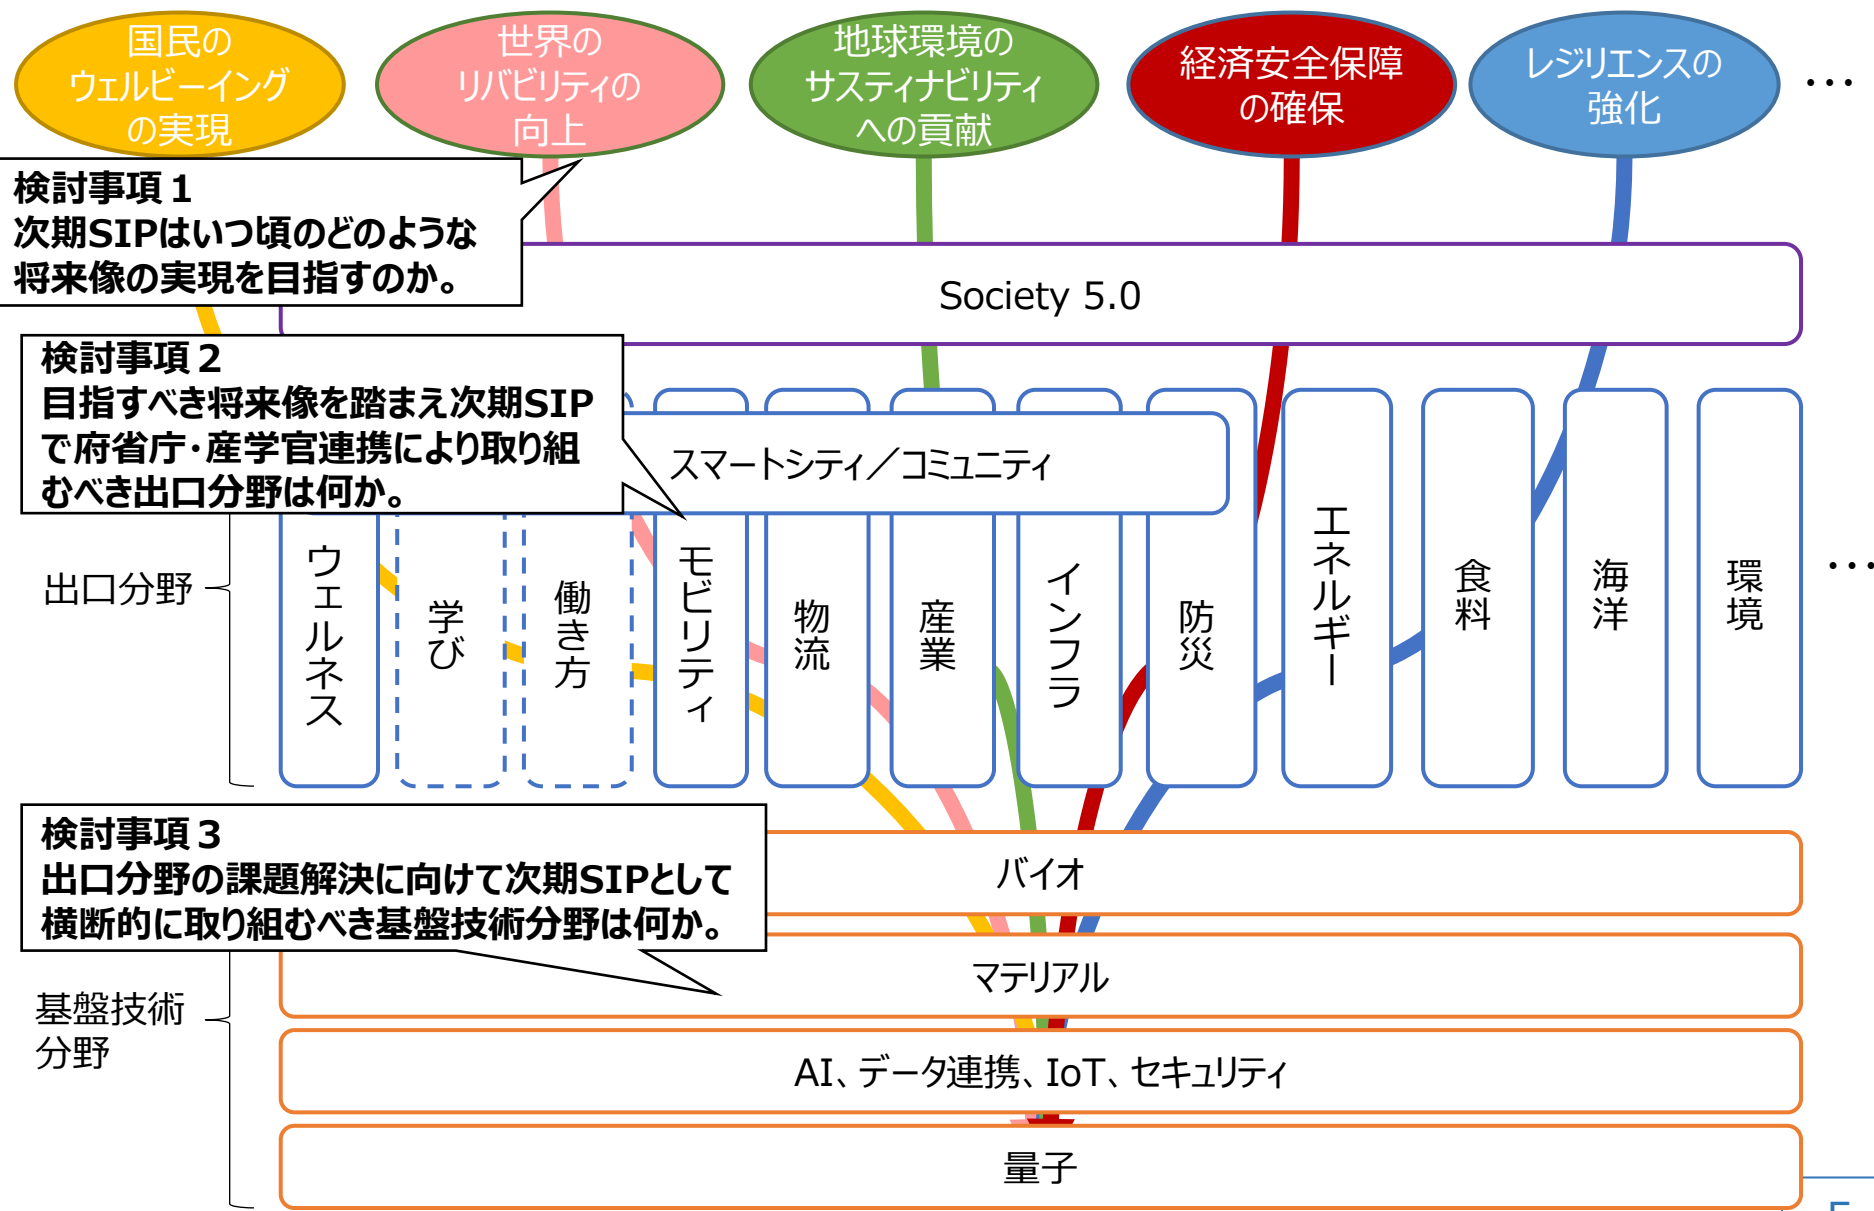 国民の
ウェルビーイング
の実現
世界の
リバビリティの
向上
地球環境の
サスティナビリティ
への貢献
経済安全保障
の確保
レジリエンスの
強化
…
検討事項１
次期SIPはいつ頃のどのような
将来像の実現を目指すのか。
Society 5.0
検討事項２
目指すべき将来像を踏まえ次期SIP
で府省庁・産学官連携により取り組
むべき出口分野は何か。
スマートシティ／コミュニティ
出口分野
ウェルネス
学び
働き方
モビリティ
物流
産業
インフラ
防災
エネルギー
食料
海洋
環境
…
検討事項３
出口分野の課題解決に向けて次期SIPとして
横断的に取り組むべき基盤技術分野は何か。
バイオ
マテリアル
基盤技術
分野
AI、データ連携、IoT、セキュリティ
量子